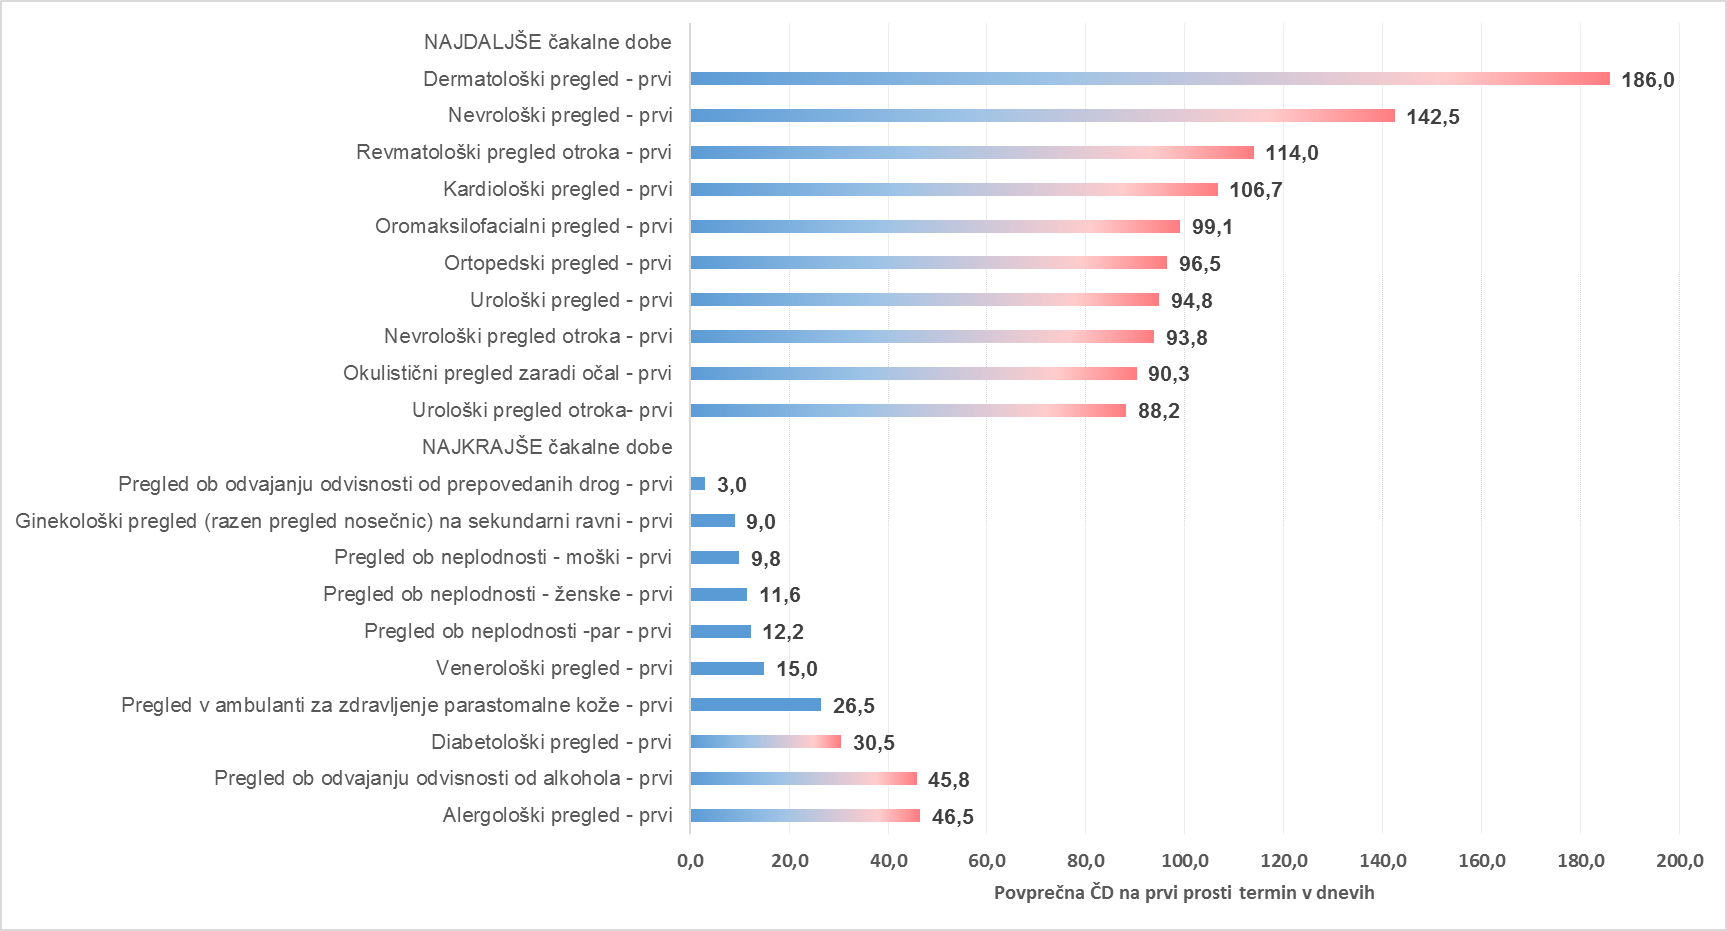 NAJDALJŠE čakalne dobe
Dermatološki pregled - prvi 186,0
Nevrološki pregled - prvi 142,5
Revmatološki pregled otroka - prvi 114,0
Kardiološki pregled - prvi 106,7
Oromaksilofacialni pregled - prvi 99,1
Ortopedski pregled - prvi 96,5
Urološki pregled - prvi 94,8
Nevrološki pregled otroka - prvi 93,8
Okulistični pregled zaradi očal - prvi 90,3
Urološki pregled otroka- prvi 88,2
NAJKRAJŠE čakalne dobe
Pregled ob odvajanju odvisnosti od prepovedanih drog - prvi 3,0
Ginekološki pregled (razen pregled nosečnic) na sekundarni ravni - prvi 9,0
Pregled ob neplodnosti - moški - prvi 9,8
Pregled ob neplodnosti - ženske - prvi 11,6
Pregled ob neplodnosti -par - prvi 12,2
Venerološki pregled - prvi 15,0
Pregled v ambulanti za zdravljenje parastomalne kože - prvi 26,5
Diabetološki pregled - prvi 30,5
Pregled ob odvajanju odvisnosti od alkohola - prvi 45,8
Alergološki pregled - prvi 46,5
0,0 20,0 40,0 60,0 80,0 100,0 120,0 140,0 160,0 180,0 200,0
Povprečna ČD na prvi prosti termin v dnevih